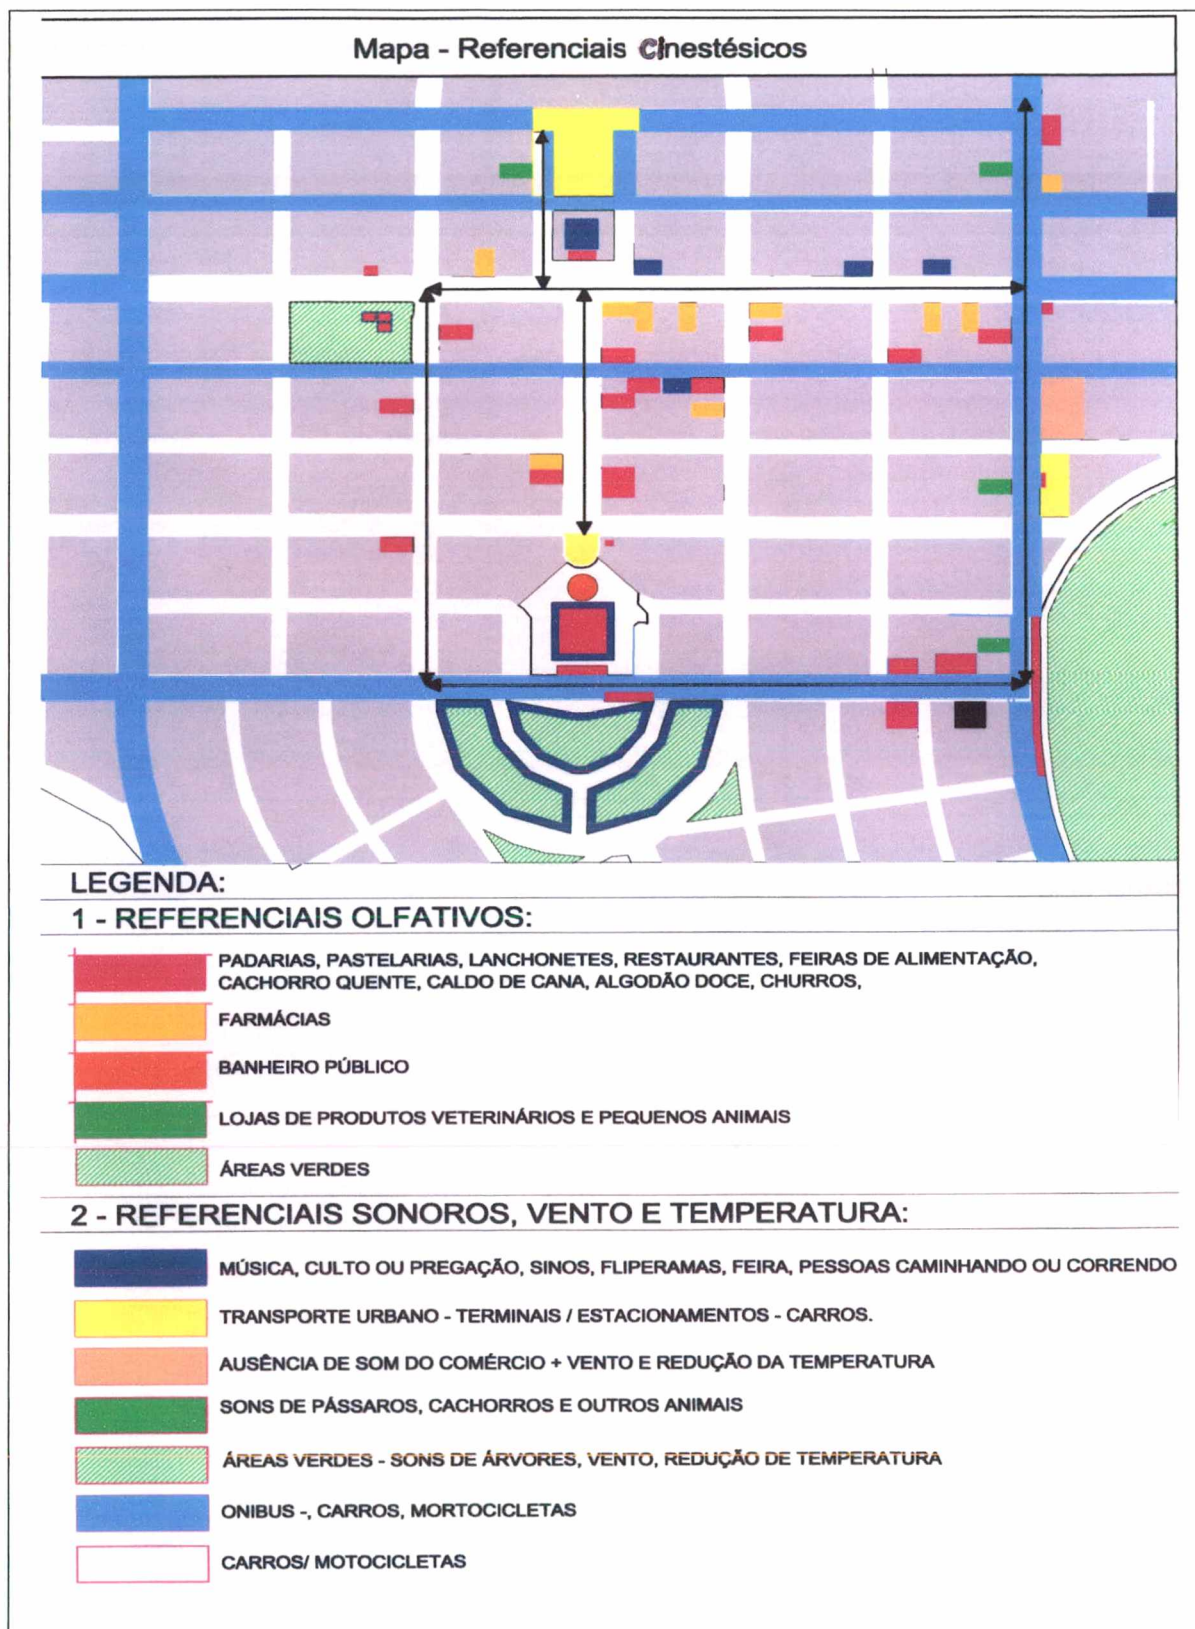 Mapa - Referenciais Cinestésicos
LEGENDA:
1 - REFERENCIAIS OLFATIVOS:
PADARIAS, PASTELARIAS, LANCHONETES, RESTAURANTES, FEIRAS DE ALIMENTAÇÃO,
CACHORRO QUENTE, CALDO DE CANA, ALGODÃO DOCE, CHURROS,
FARMÁCIAS
BANHEIRO PÚBLICO
LOJAS DE PRODUTOS VETERINÁRIOS E PEQUENOS ANIMAIS
ÁREAS VERDES
2 - REFERENCIAIS SONOROS, VENTO E TEMPERATURA:
MÚSICA, CULTO OU PREGAÇÃO, SINOS, FLIPERAMAS, FEIRA, PESSOAS CAMINHANDO OU CORRENDO
TRANSPORTE URBANO - TERMINAIS / ESTACIONAMENTOS - CARROS.
AUSÊNCIA DE SOM DO COMÉRCIO + VENTO E REDUÇÃO DA TEMPERATURA
SONS DE PÁSSAROS, CACHORROS E OUTROS ANIMAIS
ÁREAS VERDES - SONS DE ÁRVORES, VENTO, REDUÇÃO DE TEMPERATURA
ONIBUS -, CARROS, MORTOCICLETAS
CARROS/ MOTOCICLETAS